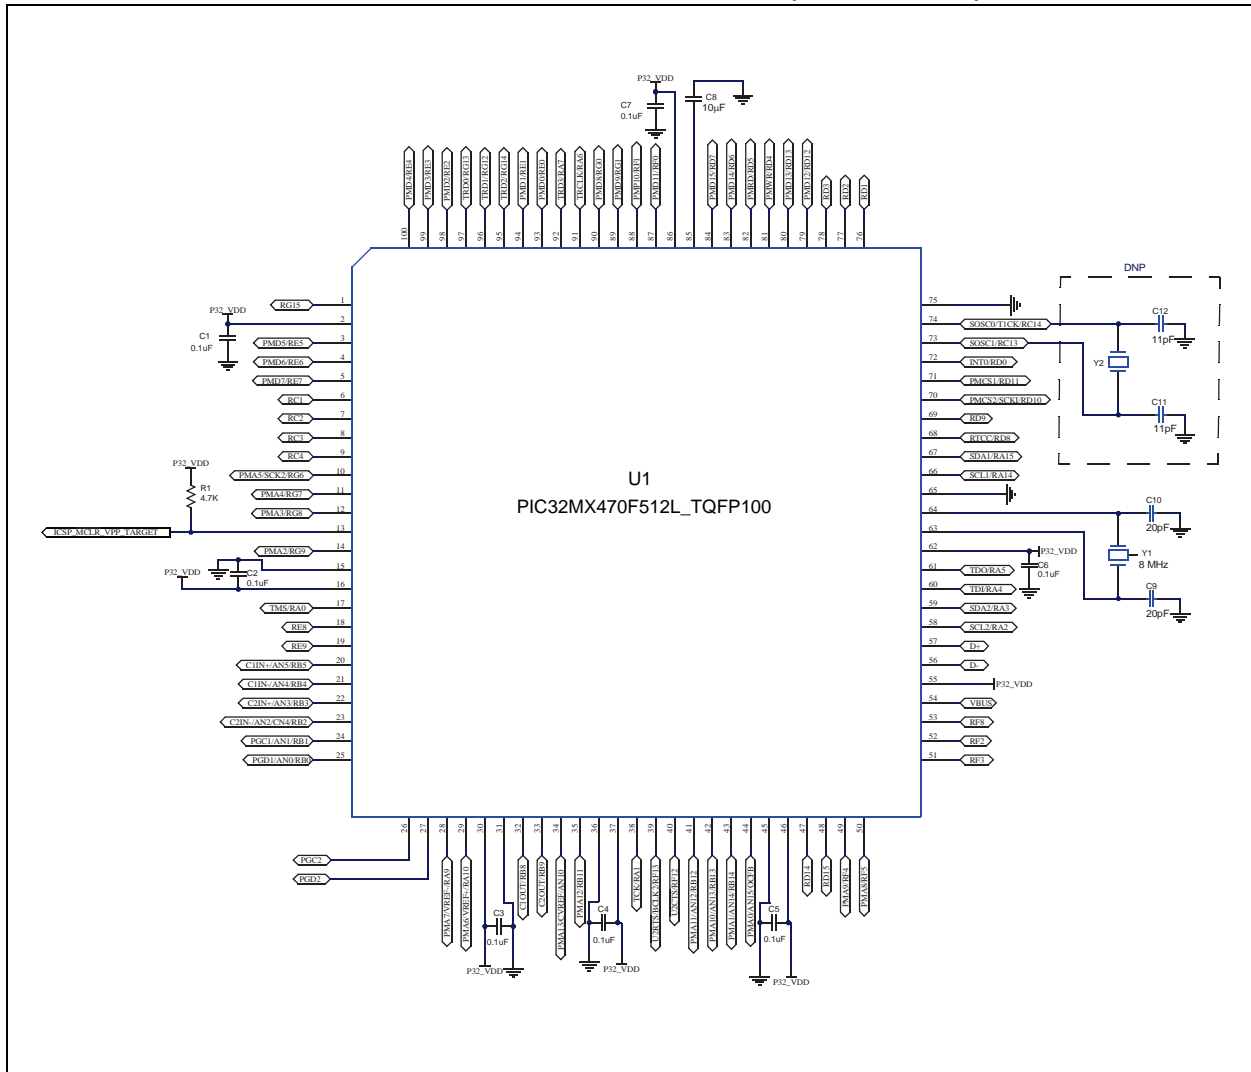 P32_VDD
C7
0.1uF
C8
10µF
PMD4/RE4
PMD3/RE3
PMD2/RE2
TRD0/RG13
TRD1/RG12
TRD2/RG14
PMD1/RE1
PMD0/RE0
TRD3/RA7
TRCLK/RA6
PMD8/RG0
PMD9/RG1
PMP10/RF1
PMD11/RF0
PMD15/RD7
PMD14/RD6
PMRD/RD5
PMWR/RD4
PMD13/RD13
PMD12/RD12
RD3
RD2
RD1
100
99
98
97
96
95
94
93
92
91
90
89
88
87
86
85
84
83
82
81
80
79
78
77
76
P32_VDD
C1
0.1uF
RG15 1
2
PMD5/RE5 3
PMD6/RE6 4
PMD7/RE7 5
RC1 6
RC2 7
RC3 8
RC4 9
PMA5/SCK2/RG6 10
PMA4/RG7 11
PMA3/RG8 12
P32_VDD
R1
4.7K
ICSP_MCLR_VPP_TARGET 13
PMA2/RG9 14
15
P32_VDD
C2
0.1uF
16
TMS/RA0 17
RE8 18
RE9 19
C1IN+/AN5/RB5 20
C1IN-/AN4/RB4 21
C2IN+/AN3/RB3 22
C2IN-/AN2/CN4/RB2 23
PGC1/AN1/RB1 24
PGD1/AN0/RB0 25
U1
PIC32MX470F512L_TQFP100
75
74 SOSC0/T1CK/RC14
73 SOSC1/RC13
72 INT0/RD0
71 PMCS1/RD11
70 PMCS2/SCKI/RD10
69 RD9
68 RTCC/RD8
67 SDA1/RA15
66 SCL1/RA14
65
64
63
62 P32_VDD
C6
0.1uF
61 TDO/RA5
60 TDI/RA4
59 SDA2/RA3
58 SCL2/RA2
57 D+
56 D-
55 P32_VDD
54 VBUS
53 RF8
52 RF2
51 RF3
DNP
C12
11pF
Y2
C11
11pF
C10
20pF
Y1
8 MHz
C9
20pF
26
27
28
29
30
31
32
33
34
35
36
37
38
39
40
41
42
43
44
45
46
47
48
49
50
PGC2
PGD2
PMA7/VREF-/RA9
PMA6/VREF+/RA10
C1OUT/RB8
C2OUT/RB9
PMA13/CVREF/AN10
PMA12/RB11
TCK/RA1
U2RTS/BCLK2/RF13
U2CTS/RF12
PMA11/AN12/RB12
PMA10/AN13/RB13
PMA1/AN14/RB14
PMA0/AN15/OCFB
RD14
RD15
PMA9/RF4
PMA8/RF5
C3
0.1uF
P32_VDD
C4
0.1uF
P32_VDD
C5
0.1uF
P32_VDD